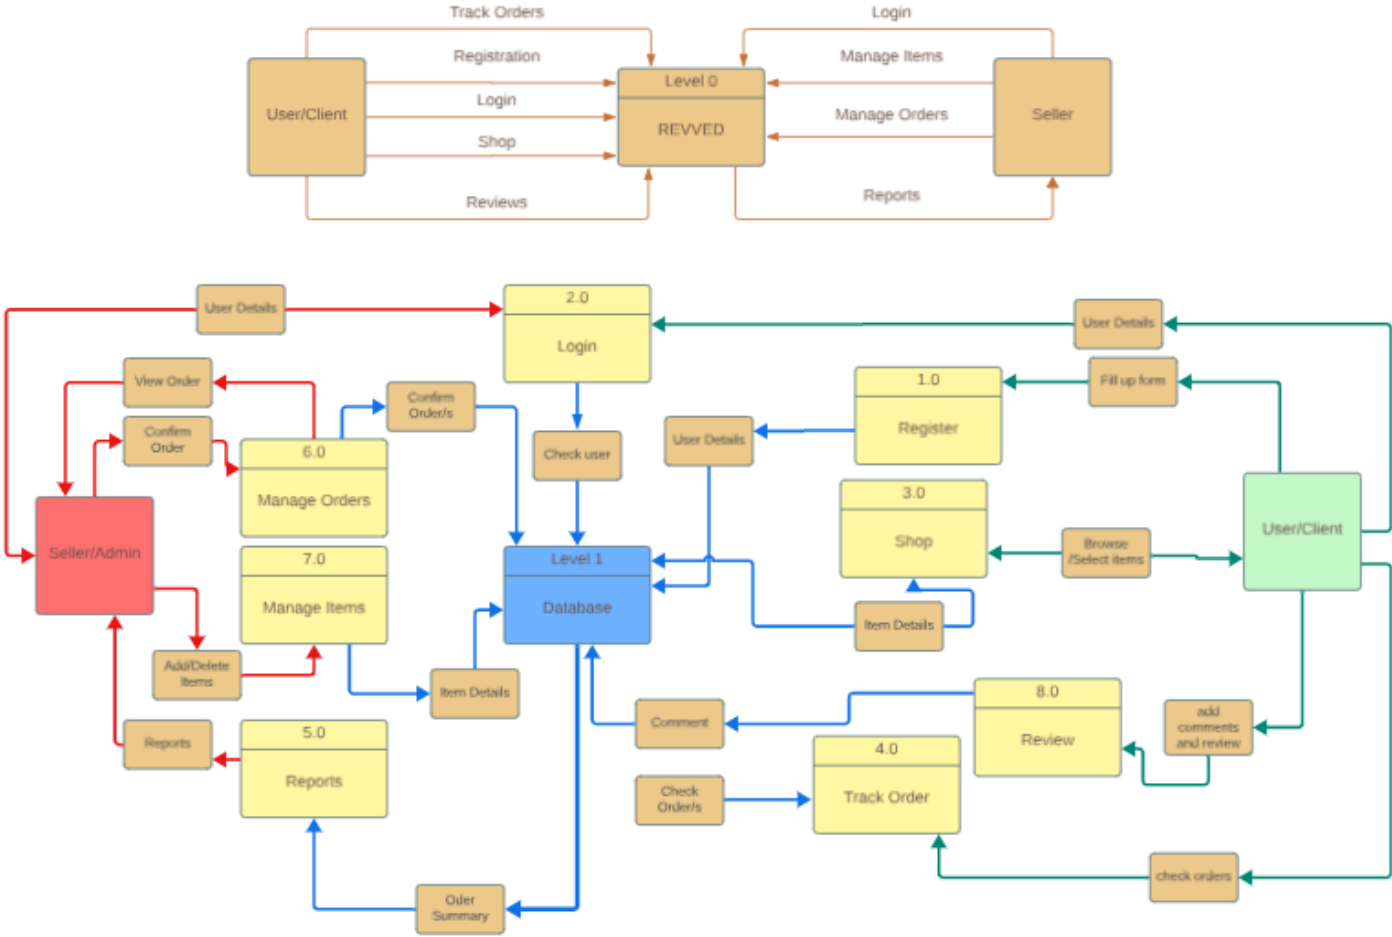 Track Orders
Login
Registration
Manage Items
Level 0
Login
User/Client
REVVED
Manage Orders
Seller
Shop
Reviews
Reports
User Details
2.0
Login
User Details
View Order
Confirm
Order/s
1.0
Register
Fill up form
Confirm
Order
6.0
Manage Orders
Check user
User Details
3.0
Shop
Seller/Admin
7.0
Manage Items
Level 1
Database
Browse
/Select items
User/Client
Item Details
Add/Delete
Items
Item Details
8.0
Review
Comment
add
comments
and review
Reports
5.0
Reports
4.0
Track Order
Check
Order/s
check orders
Oder
Summary